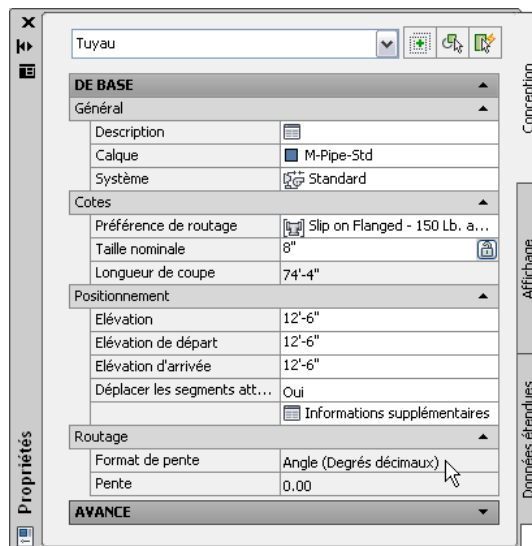 Tuyau
DE BASE
Général
Description
Calque M-Pipe-Std
Système Standard
Cotes
Préférence de routage Slip on Flanged - 150 Lb. a...
Taille nominale 8"
Longueur de coupe 74'-4"
Positionnement
Elévation 12'-6"
Elévation de départ 12'-6"
Elévation d'arrivée 12'-6"
Déplacer les segments att... Oui
Informations supplémentaires
Routage
Format de pente Angle (Degrés décimaux)
Pente 0.00
AVANCE
Propriétés
Conception
Affichage
Données étendues